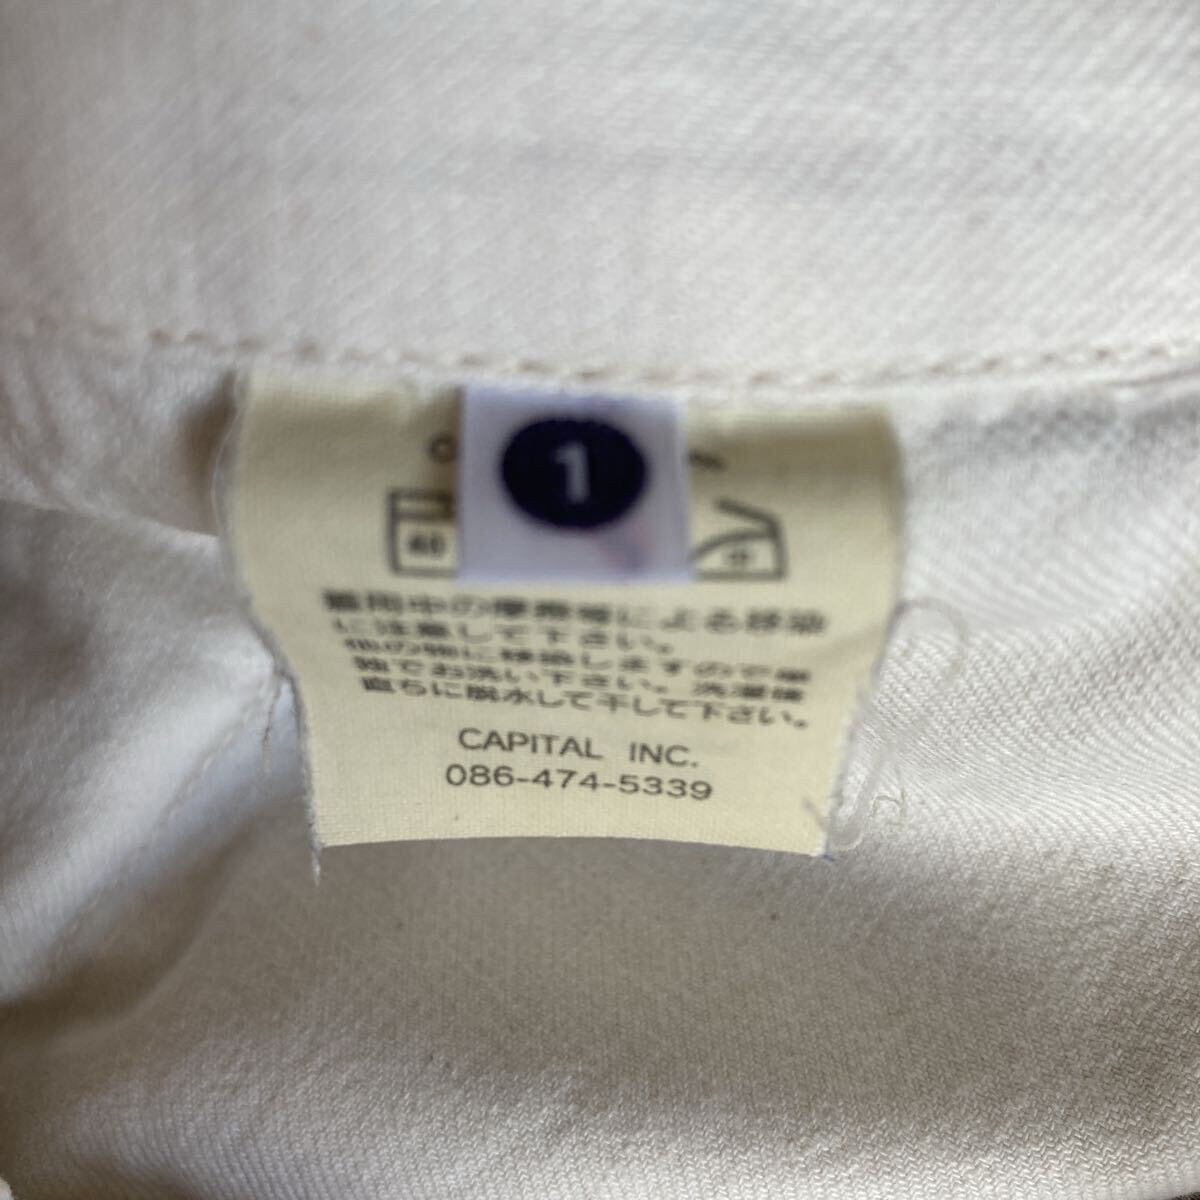 1
40
着用中の摩擦等による移染
に注意して下さい。
他の物に移染しますので単
独でお洗い下さい。洗濯後
直ちに脱水して干して下さい。
CAPITAL INC.
086-474-5339